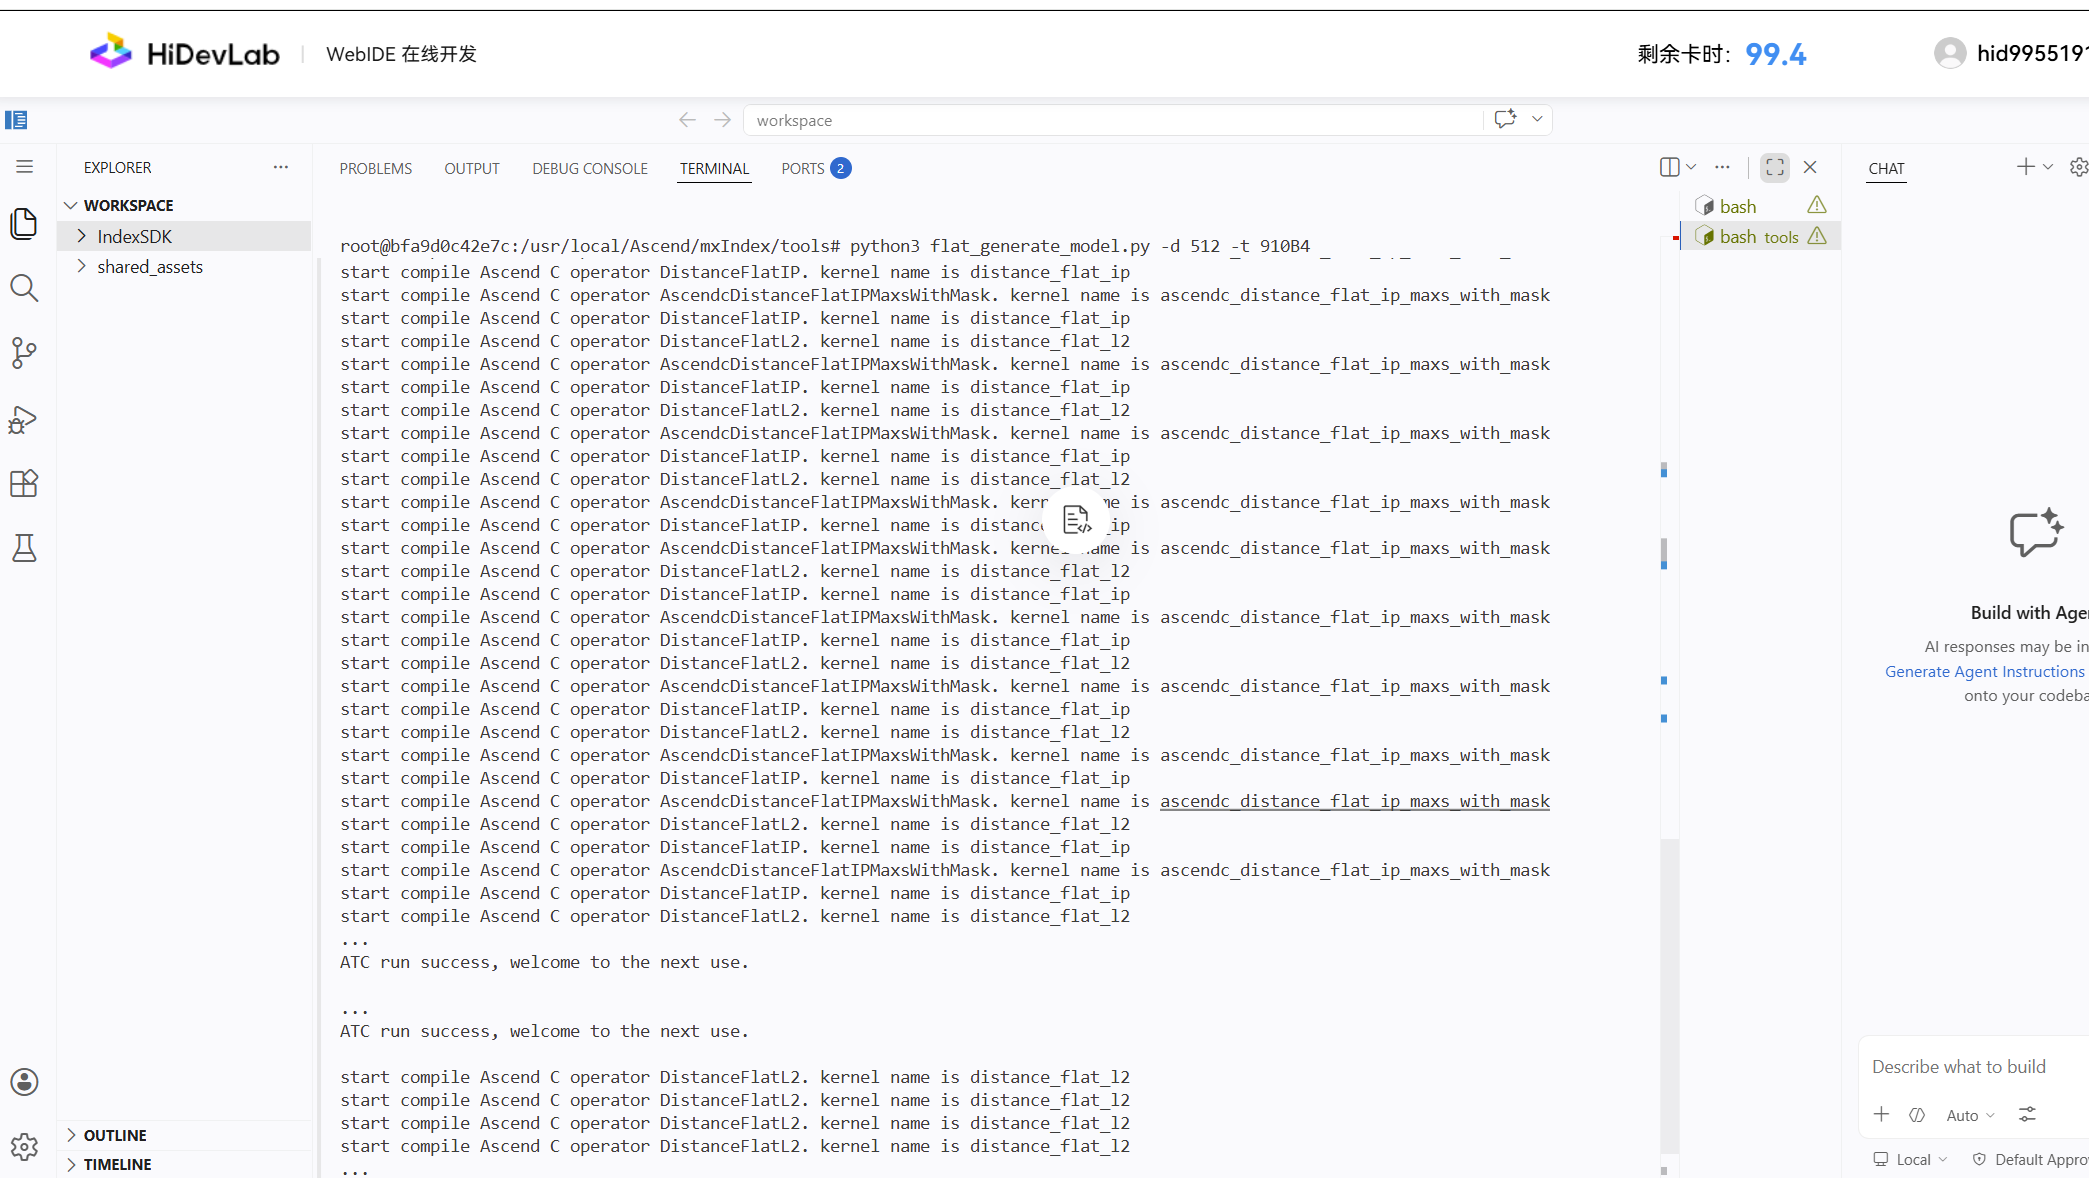 HiDevLab
WebIDE 在线开发
剩余卡时: 99.4
hid995519
workspace
EXPLORER
WORKSPACE
IndexSDK
shared_assets
OUTLINE
TIMELINE
PROBLEMS
OUTPUT
DEBUG CONSOLE
TERMINAL
PORTS 2
root@bfa9d0c42e7c:/usr/local/Ascend/mxIndex/tools# python3 flat_generate_model.py -d 512 -t 910B4
start compile Ascend C operator DistanceFlatIP. kernel name is distance_flat_ip
start compile Ascend C operator AscendcDistanceFlatIPMaxsWithMask. kernel name is ascendc_distance_flat_ip_maxs_with_mask
start compile Ascend C operator DistanceFlatIP. kernel name is distance_flat_ip
start compile Ascend C operator DistanceFlatL2. kernel name is distance_flat_l2
start compile Ascend C operator AscendcDistanceFlatIPMaxsWithMask. kernel name is ascendc_distance_flat_ip_maxs_with_mask
start compile Ascend C operator DistanceFlatIP. kernel name is distance_flat_ip
start compile Ascend C operator DistanceFlatL2. kernel name is distance_flat_l2
start compile Ascend C operator AscendcDistanceFlatIPMaxsWithMask. kernel name is ascendc_distance_flat_ip_maxs_with_mask
start compile Ascend C operator DistanceFlatIP. kernel name is distance_flat_ip
start compile Ascend C operator DistanceFlatL2. kernel name is distance_flat_l2
start compile Ascend C operator AscendcDistanceFlatIPMaxsWithMask. kern me is ascendc_distance_flat_ip_maxs_with_mask
start compile Ascend C operator DistanceFlatIP. kernel name is distanc _ip
start compile Ascend C operator AscendcDistanceFlatIPMaxsWithMask. kernel name is ascendc_distance_flat_ip_maxs_with_mask
start compile Ascend C operator DistanceFlatL2. kernel name is distance_flat_l2
start compile Ascend C operator DistanceFlatIP. kernel name is distance_flat_ip
start compile Ascend C operator AscendcDistanceFlatIPMaxsWithMask. kernel name is ascendc_distance_flat_ip_maxs_with_mask
start compile Ascend C operator DistanceFlatIP. kernel name is distance_flat_ip
start compile Ascend C operator DistanceFlatL2. kernel name is distance_flat_l2
start compile Ascend C operator AscendcDistanceFlatIPMaxsWithMask. kernel name is ascendc_distance_flat_ip_maxs_with_mask
start compile Ascend C operator DistanceFlatIP. kernel name is distance_flat_ip
start compile Ascend C operator DistanceFlatL2. kernel name is distance_flat_l2
start compile Ascend C operator AscendcDistanceFlatIPMaxsWithMask. kernel name is ascendc_distance_flat_ip_maxs_with_mask
start compile Ascend C operator DistanceFlatIP. kernel name is distance_flat_ip
start compile Ascend C operator AscendcDistanceFlatIPMaxsWithMask. kernel name is ascendc_distance_flat_ip_maxs_with_mask
start compile Ascend C operator DistanceFlatL2. kernel name is distance_flat_l2
start compile Ascend C operator DistanceFlatIP. kernel name is distance_flat_ip
start compile Ascend C operator AscendcDistanceFlatIPMaxsWithMask. kernel name is ascendc_distance_flat_ip_maxs_with_mask
start compile Ascend C operator DistanceFlatIP. kernel name is distance_flat_ip
start compile Ascend C operator DistanceFlatL2. kernel name is distance_flat_l2
...
ATC run success, welcome to the next use.
...
ATC run success, welcome to the next use.
start compile Ascend C operator DistanceFlatL2. kernel name is distance_flat_l2
start compile Ascend C operator DistanceFlatL2. kernel name is distance_flat_l2
start compile Ascend C operator DistanceFlatL2. kernel name is distance_flat_l2
start compile Ascend C operator DistanceFlatL2. kernel name is distance_flat_l2
...
bash
bash tools
CHAT
Build with Age
AI responses may be in
Generate Agent Instructions
onto your codeba
Describe what to build
Auto
Local
Default Appro